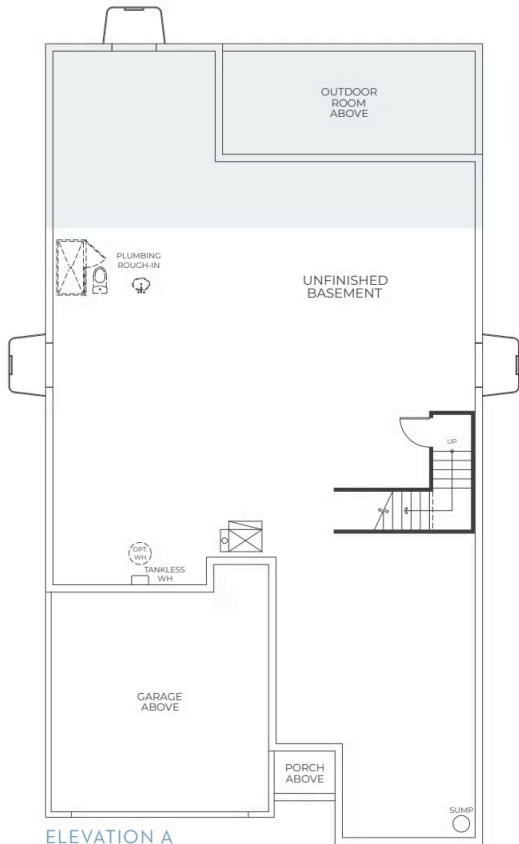 OUTDOOR
ROOM
ABOVE
PLUMBING
ROUGH-IN
UNFINISHED
BASEMENT
UP
OPT.
WH
TANKLESS
WH
GARAGE
ABOVE
PORCH
ABOVE
SUMP
ELEVATION A